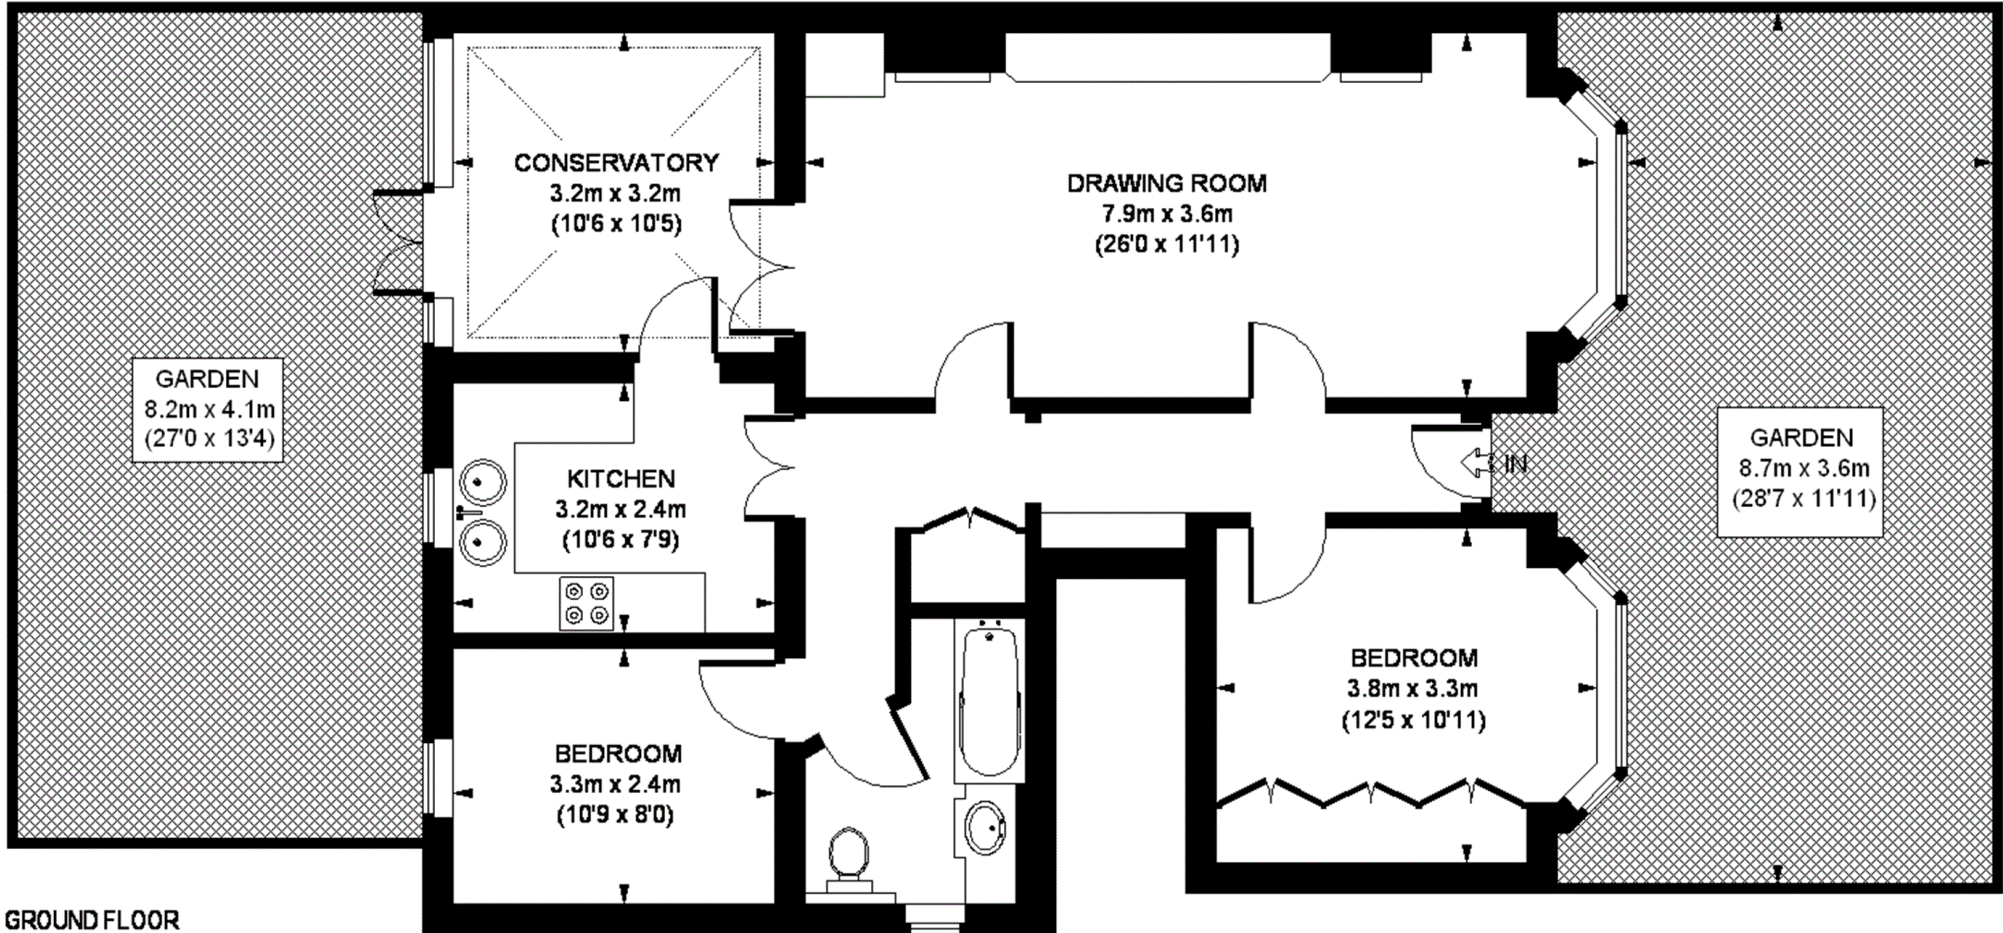 CONSERVATORY
3.2m x 3.2m
(10'6 x 10'5)
DRAWING ROOM
7.9m x 3.6m
(26'0 x 11'11)
GARDEN
8.2m x 4.1m
(27'0 x 13'4)
KITCHEN
3.2m x 2.4m
(10'6 x 7'9)
IN
GARDEN
8.7m x 3.6m
(28'7 x 11'11)
BEDROOM
3.8m x 3.3m
(12'5 x 10'11)
BEDROOM
3.3m x 2.4m
(10'9 x 8'0)
GROUND FLOOR